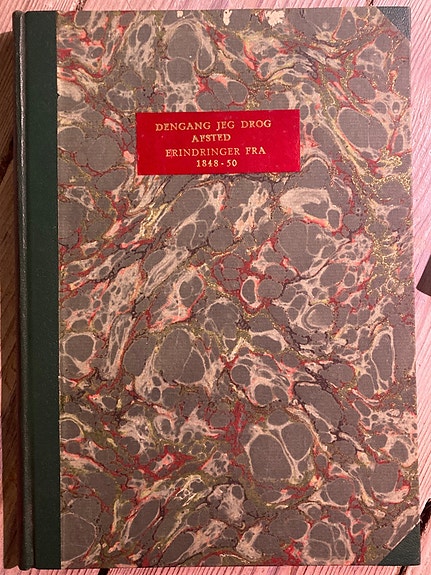 DENGANG JEG DROG
AFSTED
ERINDRINGER FRA
1848-50